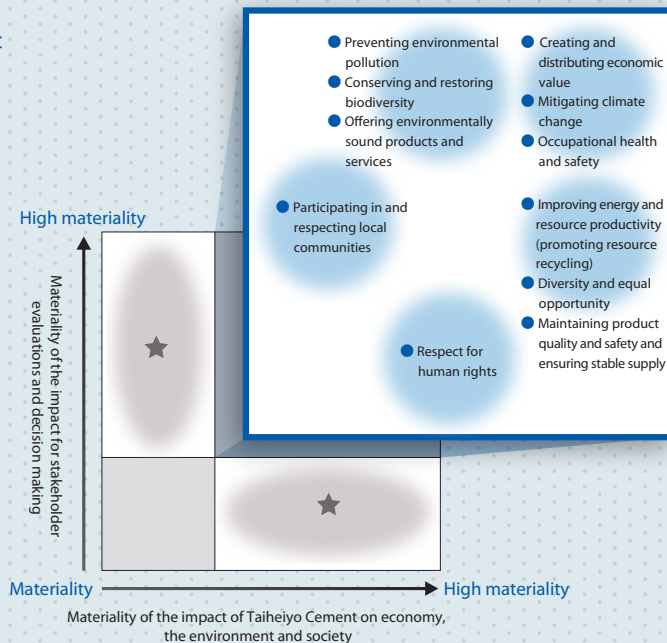 Preventing environmental
pollution
Conserving and restoring
biodiversity
Offering environmentally
sound products and
services
Creating and
distributing economic
value
Mitigating climate
change
Occupational health
and safety
Participating in and
respecting local
communities
Improving energy and
resource productivity
(promoting resource
recycling)
Diversity and equal
opportunity
Maintaining product
quality and safety and
ensuring stable supply
Respect for
human rights
High materiality
Materiality of the impact for stakeholder
evaluations and decision making
Materiality
High materiality
Materiality of the impact of Taiheiyo Cement on economy,
the environment and society